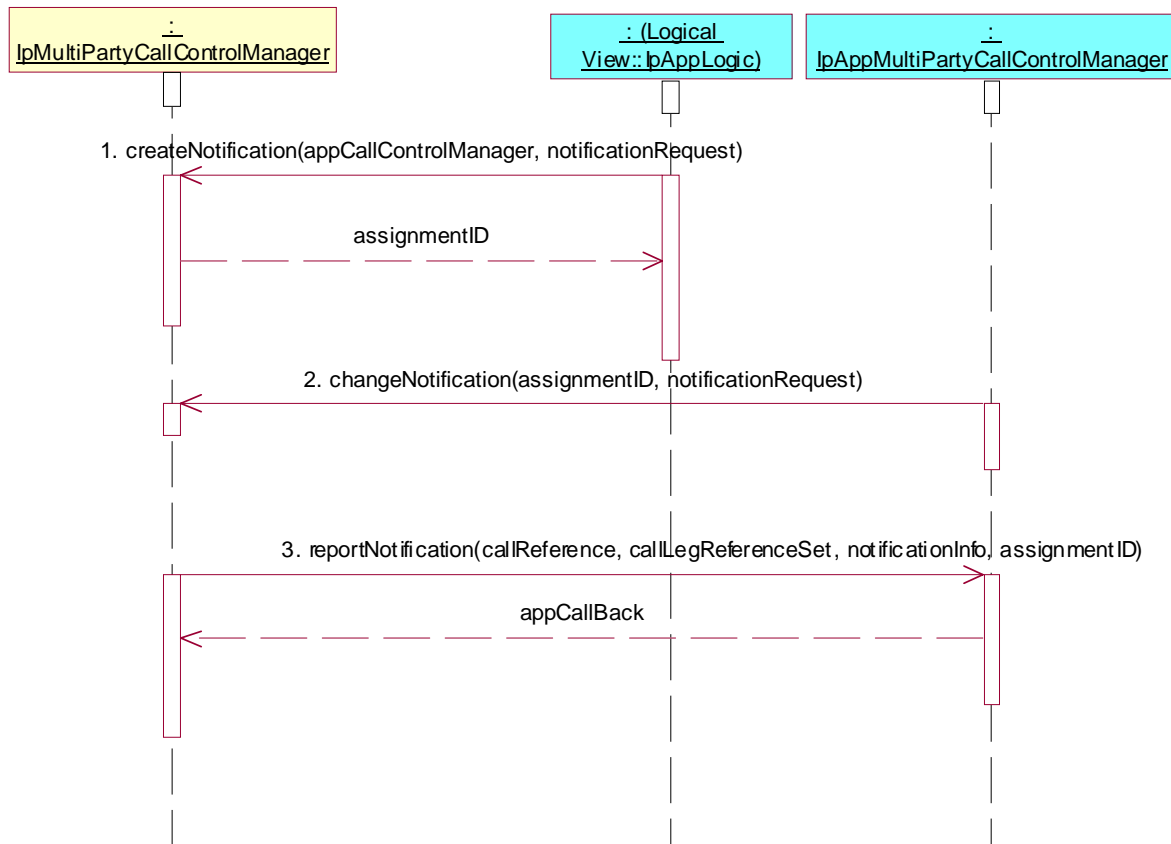 :
IpMultiPartyCallControlManager
: (Logical
View::IpAppLogic)
:
IpAppMultiPartyCallControlManager
1. createNotification(appCallControlManager, notificationRequest)
assignmentID
2. changeNotification(assignmentID, notificationRequest)
3. reportNotification(callReference, callLegReferenceSet, notificationInfo, assignmentID)
appCallBack